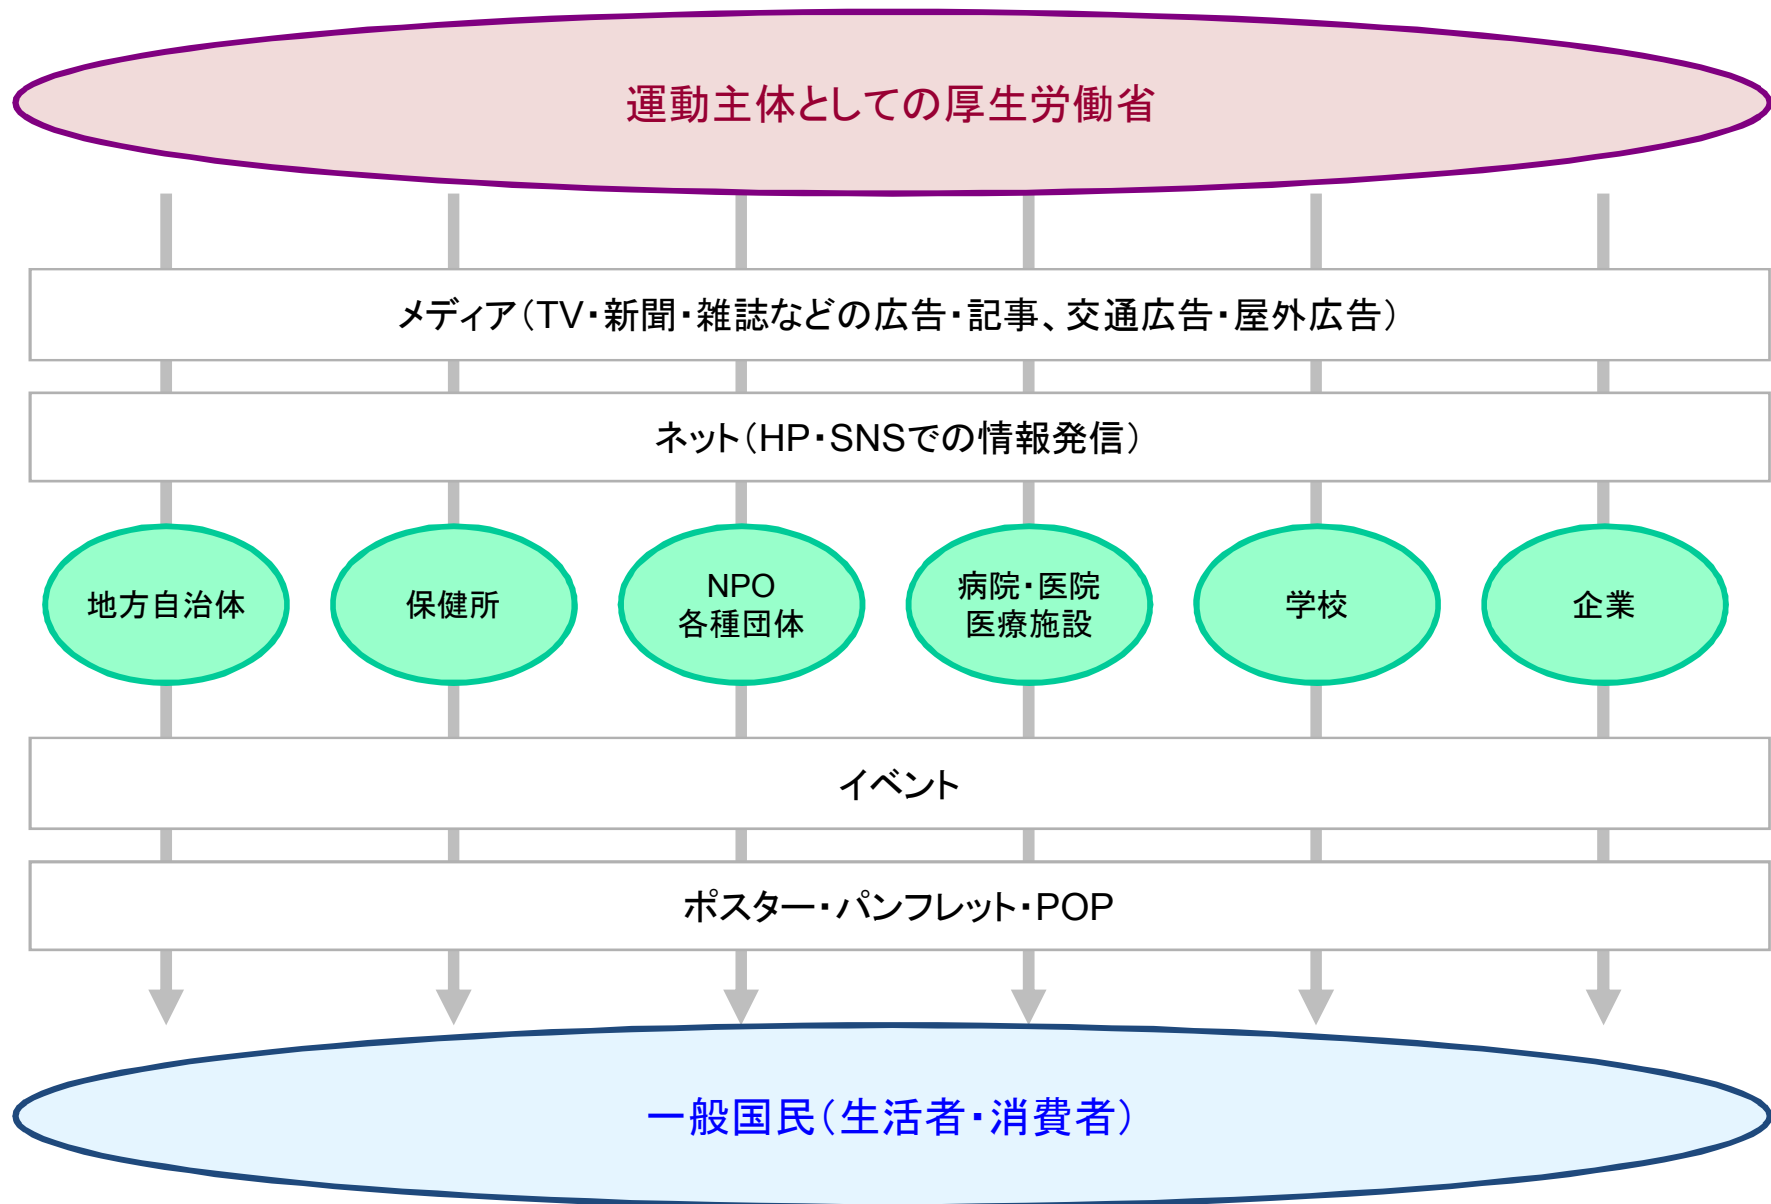 運動主体としての厚生労働省
メディア(TV・新聞・雑誌などの広告・記事、交通広告・屋外広告)
ネット(HP・SNSでの情報発信)
地方自治体
保健所
NPO
各種団体
病院・医院
医療施設
学校
企業
イベント
ポスター・パンフレット・POP
一般国民(生活者・消費者)